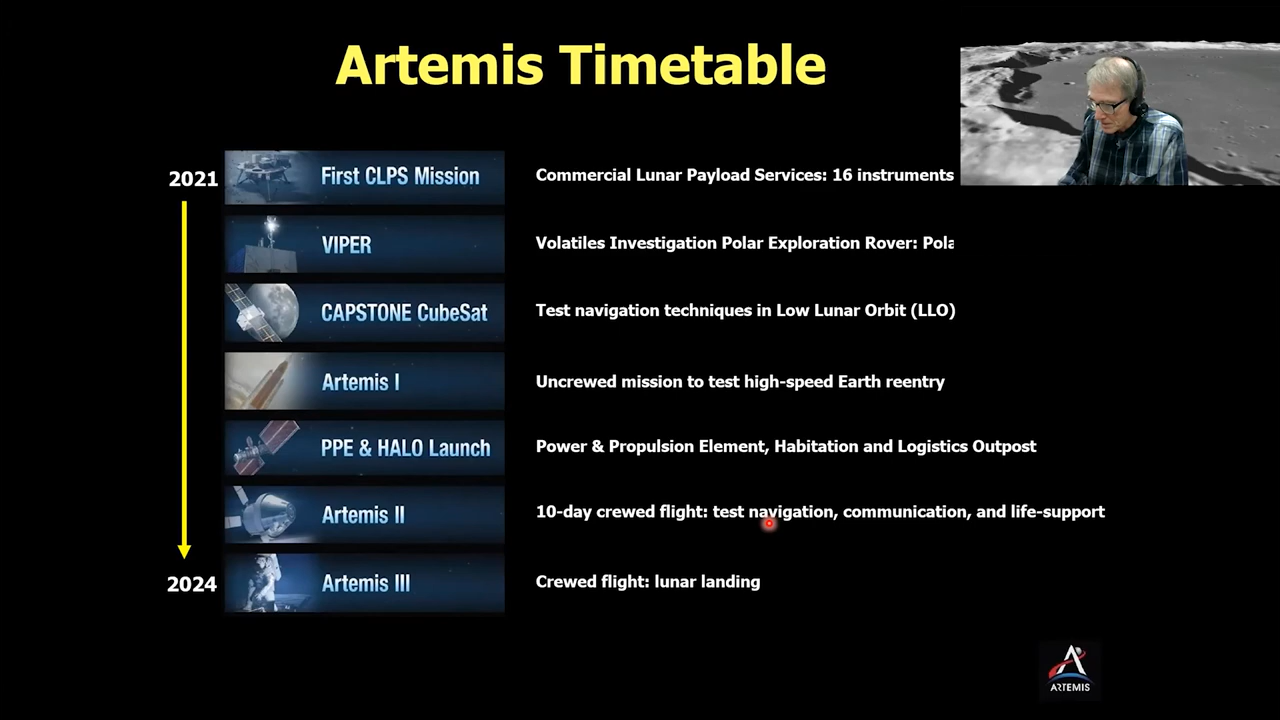 Artemis Timetable
2021
First CLPS Mission
Commercial Lunar Payload Services: 16 instruments
VIPER
Volatiles Investigation Polar Exploration Rover:
CAPSTONE CubeSat
Test navigation techniques in Low Lunar Orbit (LLO)
Artemis I
Uncrewed mission to test high-speed Earth reentry
PPE & HALO Launch
Power & Propulsion Element, Habitation and Logistics Outpost
Artemis II
10-day crewed flight: test navigation, communication, and life-support
2024
Artemis III
Crewed flight: lunar landing
ARTEMIS